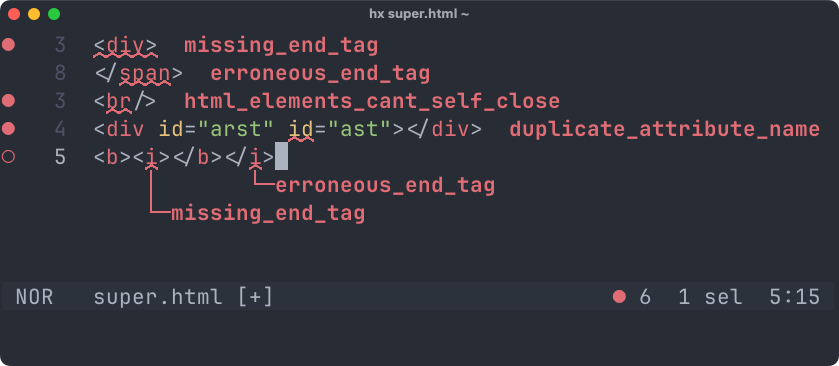 hx super.html ~
3 <div> missing_end_tag
8 </span> erroneous_end_tag
3 <br/> html_elements_cant_self_close
4 <div id="arst" id="ast"></div> duplicate_attribute_name
5 <b><i></b></i>
erroneous_end_tag
missing_end_tag
NOR super.html [+] 6 1 sel 5:15